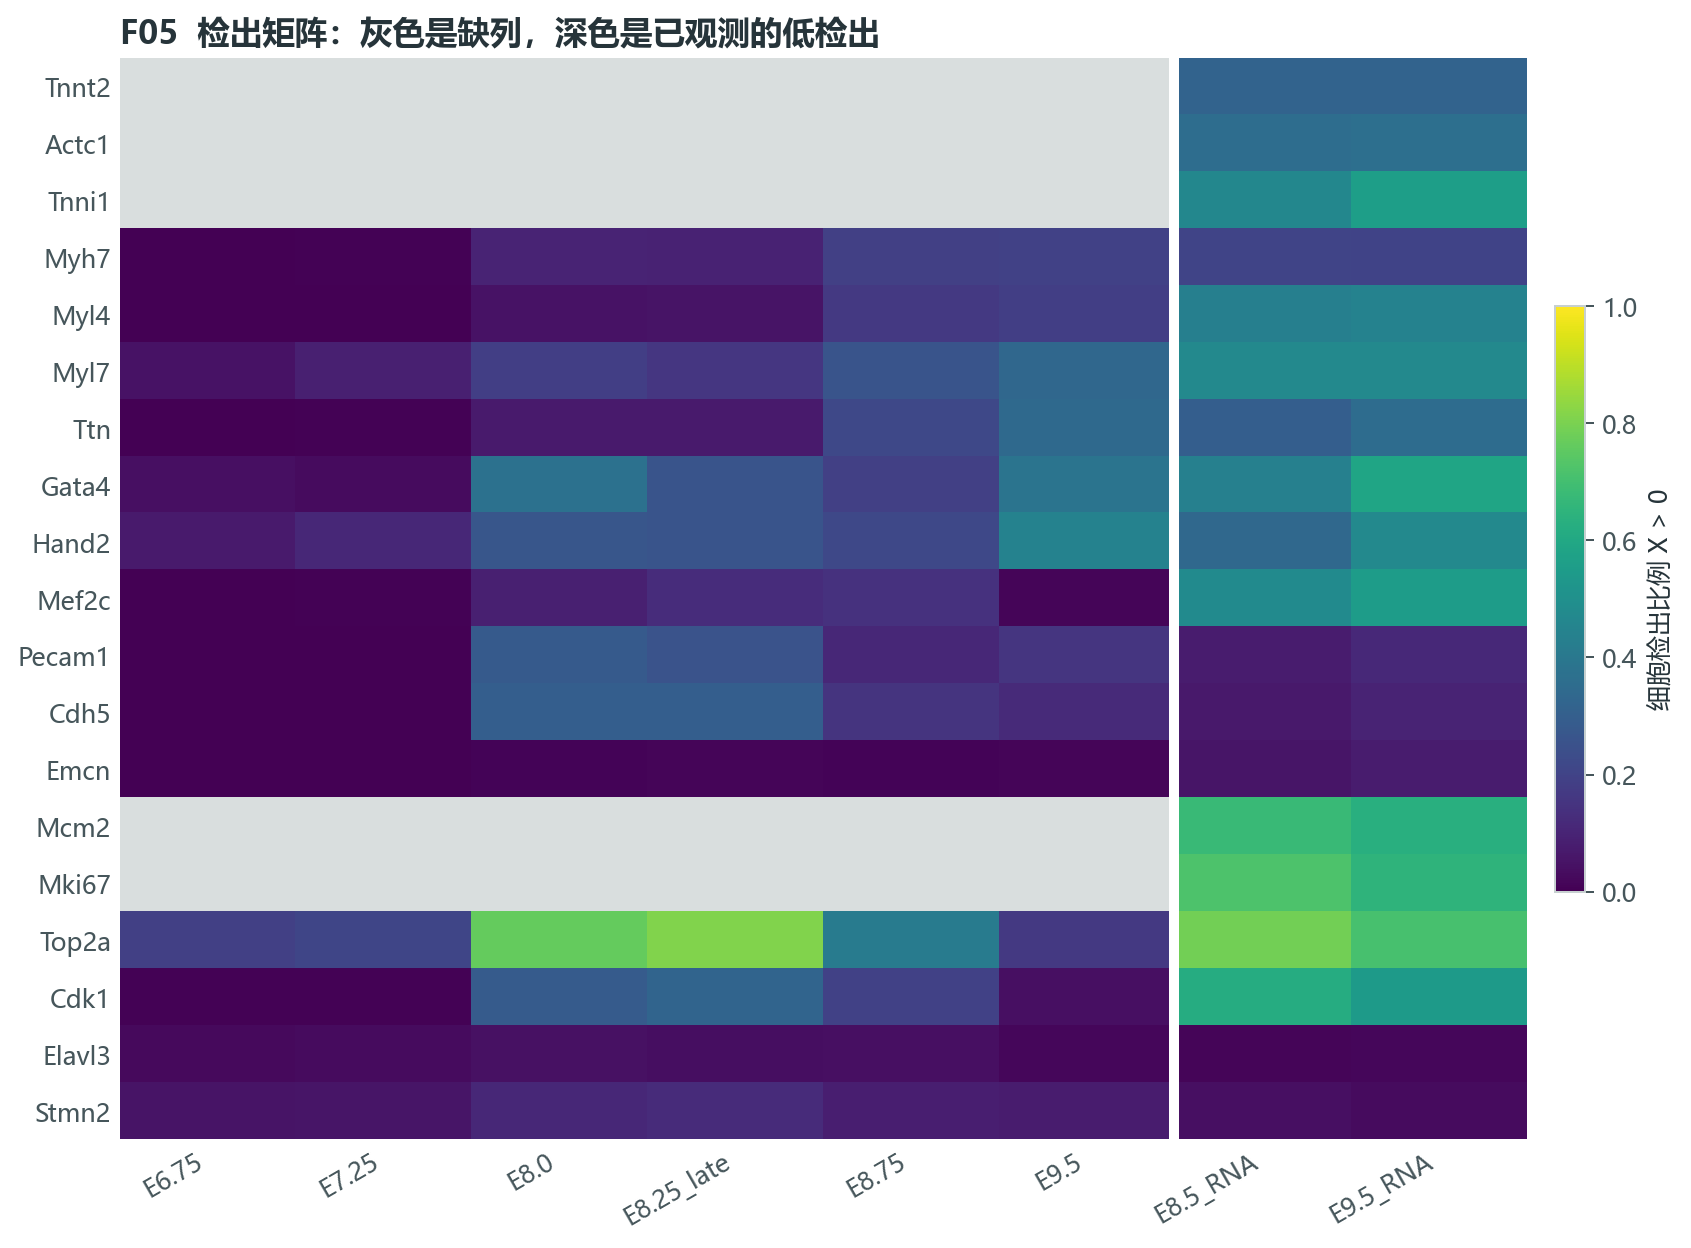 F05 检出矩阵：灰色是缺列，深色是已观测的低检出
Tnnt2
Actc1
Tnni1
Myh7
Myl4
Myl7
Ttn
Gata4
Hand2
Mef2c
Pecam1
Cdh5
Emcn
Mcm2
Mki67
Top2a
Cdk1
Elavl3
Stmn2
E6.75
E7.25
E8.0
E8.25_late
E8.75
E9.5
E8.5_RNA
E9.5_RNA
1.0
0.8
0.6
0.4
0.2
0.0
细胞检出比例 X > 0